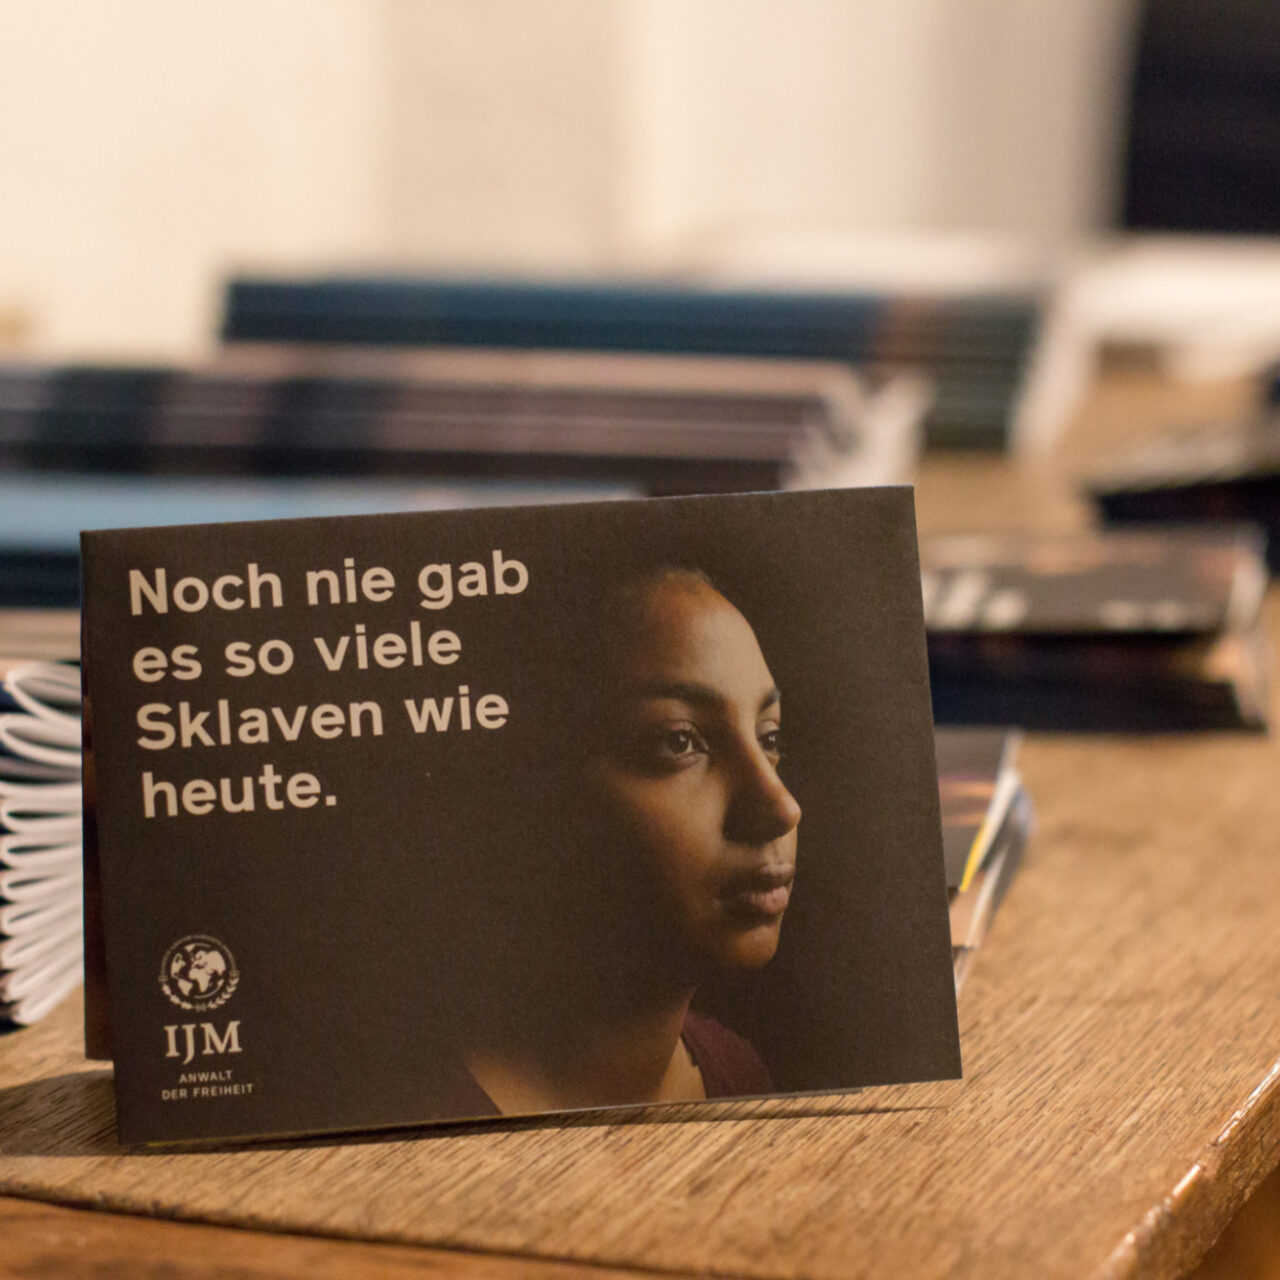 Noch nie gab
es so viele
Sklaven wie
heute.
IJM
ANWALT
DER FREIHEIT